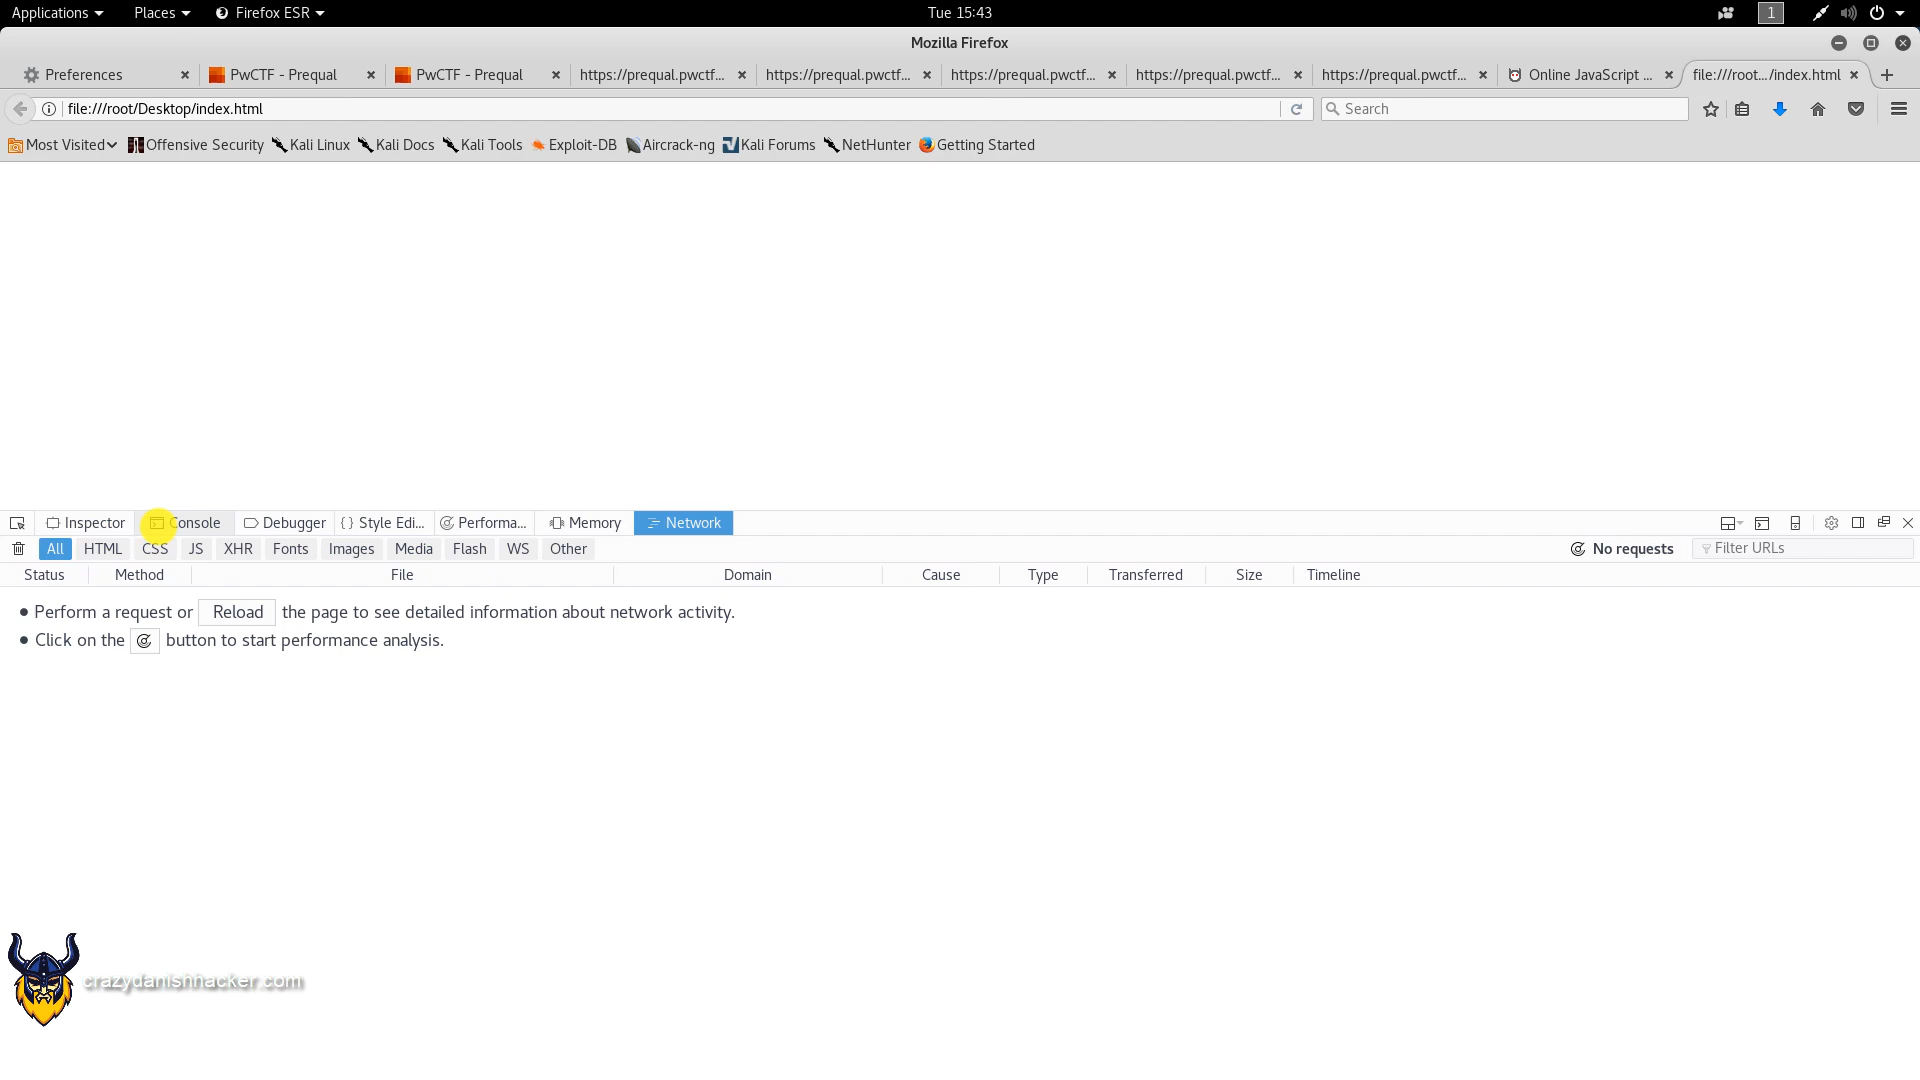 Applications Places Firefox ESR Tue 15:43 1
Mozilla Firefox
Preferences PwCTF - Prequal PwCTF - Prequal https://prequal.pwctf... https://prequal.pwctf... https://prequal.pwctf... https://prequal.pwctf... https://prequal.pwctf... Online JavaScript ... file:///root.../index.html
file:///root/Desktop/index.html Search
Most Visited Offensive Security Kali Linux Kali Docs Kali Tools Exploit-DB Aircrack-ng Kali Forums NetHunter Getting Started
Inspector Console Debugger Style Edi... Performa... Memory Network
All HTML CSS JS XHR Fonts Images Media Flash WS Other No requests Filter URLs
Status Method File Domain Cause Type Transferred Size Timeline
Perform a request or Reload the page to see detailed information about network activity.
Click on the button to start performance analysis.
crazydanishhacker.com